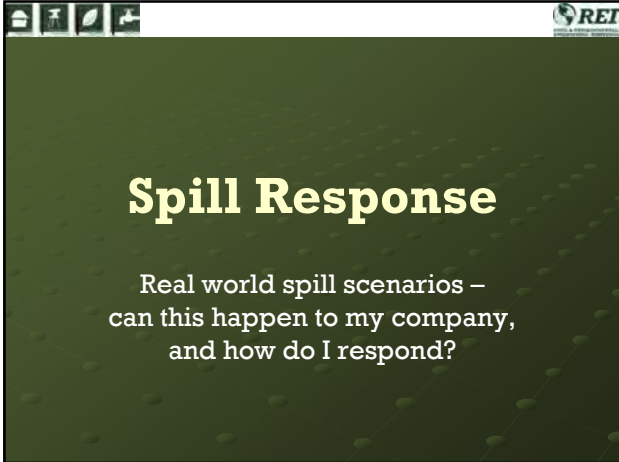 REI
Spill Response
Real world spill scenarios –
can this happen to my company,
and how do I respond?